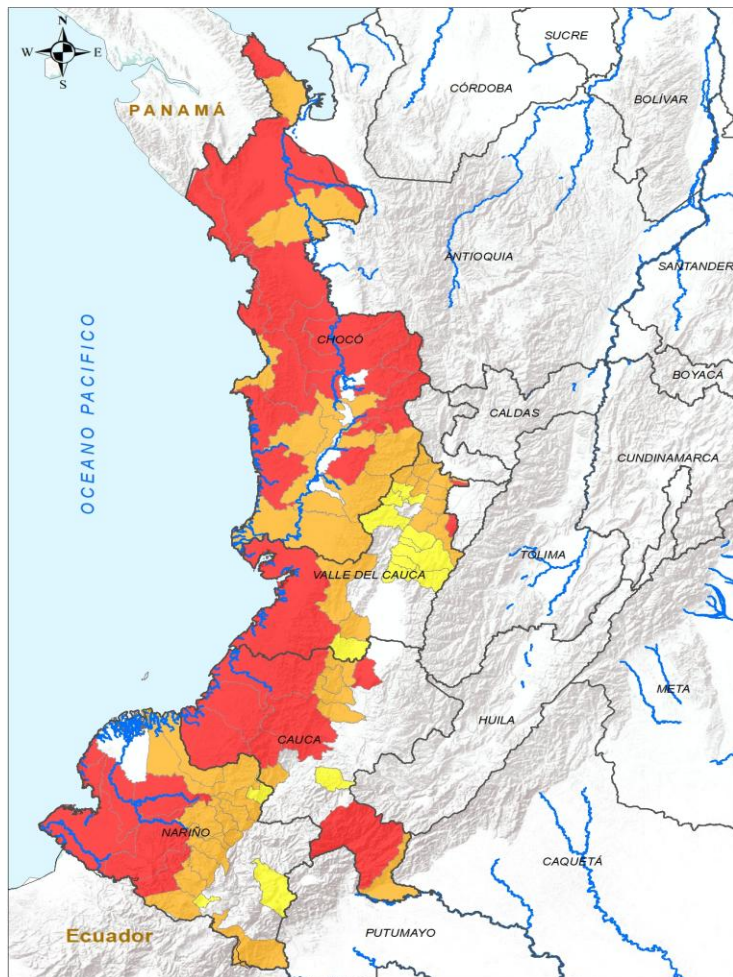 N
W E
S
SUCRE
CÓRDOBA
BOLÍVAR
PANAMÁ
ANTIOQUIA
SANTANDER
CHOCÓ
BOYACÁ
CALDAS
CUNDINAMARCA
OCEANO PACIFICO
TOLIMA
VALLE DEL CAUCA
META
HUILA
CAUCA
NARIÑO
CAQUETÁ
Ecuador
PUTUMAYO